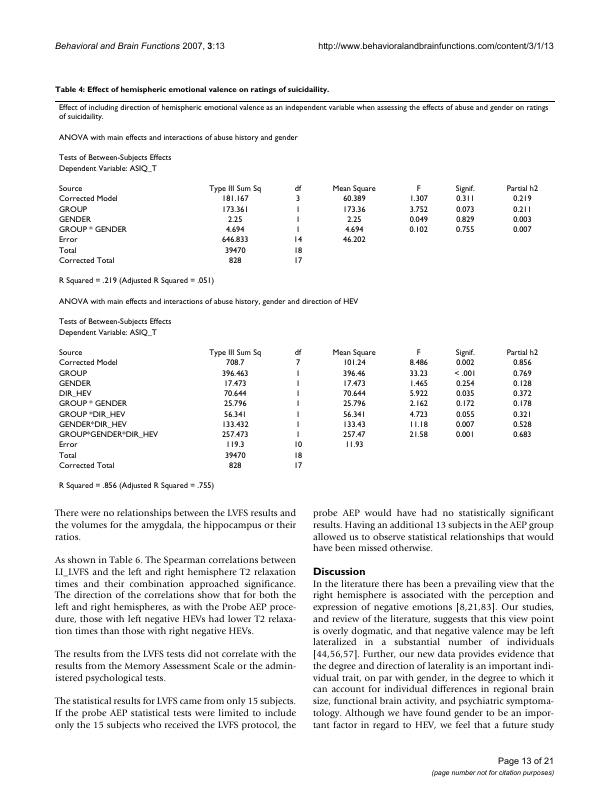 Behavioral and Brain Functions 2007, 3:13 http://www.behavioralandbrainfunctions.com/content/3/1/13
Table 4: Effect of hemispheric emotional valence on ratings of suicidaility.
Effect of including direction of hemispheric emotional valence as an independent variable when assessing the effects of abuse and gender on ratings
of suicidaility.
ANOVA with main effects and interactions of abuse history and gender
Tests of Between-Subjects Effects
Dependent Variable: ASIQ_T
Source Type III Sum Sq df Mean Square F Signif. Partial h2
Corrected Model 181.167 3 60.389 1.307 0.311 0.219
GROUP 173.361 1 173.36 3.752 0.073 0.211
GENDER 2.25 1 2.25 0.049 0.829 0.003
GROUP * GENDER 4.694 1 4.694 0.102 0.755 0.007
Error 646.833 14 46.202
Total 39470 18
Corrected Total 828 17
R Squared = .219 (Adjusted R Squared = .051)
ANOVA with main effects and interactions of abuse history, gender and direction of HEV
Tests of Between-Subjects Effects
Dependent Variable: ASIQ_T
Source Type III Sum Sq df Mean Square F Signif. Partial h2
Corrected Model 708.7 7 101.24 8.486 0.002 0.856
GROUP 396.463 1 396.46 33.23 < .001 0.769
GENDER 17.473 1 17.473 1.465 0.254 0.128
DIR_HEV 70.644 1 70.644 5.922 0.035 0.372
GROUP * GENDER 25.796 1 25.796 2.162 0.172 0.178
GROUP *DIR_HEV 56.341 1 56.341 4.723 0.055 0.321
GENDER*DIR_HEV 133.432 1 133.43 11.18 0.007 0.528
GROUP*GENDER*DIR_HEV 257.473 1 257.47 21.58 0.001 0.683
Error 119.3 10 11.93
Total 39470 18
Corrected Total 828 17
R Squared = .856 (Adjusted R Squared = .755)
There were no relationships between the LVFS results and
the volumes for the amygdala, the hippocampus or their
ratios.
As shown in Table 6. The Spearman correlations between
LI_LVFS and the left and right hemisphere T2 relaxation
times and their combination approached significance.
The direction of the correlations show that for both the
left and right hemispheres, as with the Probe AEP proce-
dure, those with left negative HEVs had lower T2 relaxa-
tion times than those with right negative HEVs.
The results from the LVFS tests did not correlate with the
results from the Memory Assessment Scale or the admin-
istered psychological tests.
The statistical results for LVFS came from only 15 subjects.
If the probe AEP statistical tests were limited to include
only the 15 subjects who received the LVFS protocol, the
probe AEP would have had no statistically significant
results. Having an additional 13 subjects in the AEP group
allowed us to observe statistical relationships that would
have been missed otherwise.
Discussion
In the literature there has been a prevailing view that the
right hemisphere is associated with the perception and
expression of negative emotions [8,21,83]. Our studies,
and review of the literature, suggests that this view point
is overly dogmatic, and that negative valence may be left
lateralized in a substantial number of individuals
[44,56,57]. Further, our new data provides evidence that
the degree and direction of laterality is an important indi-
vidual trait, on par with gender, in the degree to which it
can account for individual differences in regional brain
size, functional brain activity, and psychiatric symptoma-
tology. Although we have found gender to be an impor-
tant factor in regard to HEV, we feel that a future study
Page 13 of 21
(page number not for citation purposes)